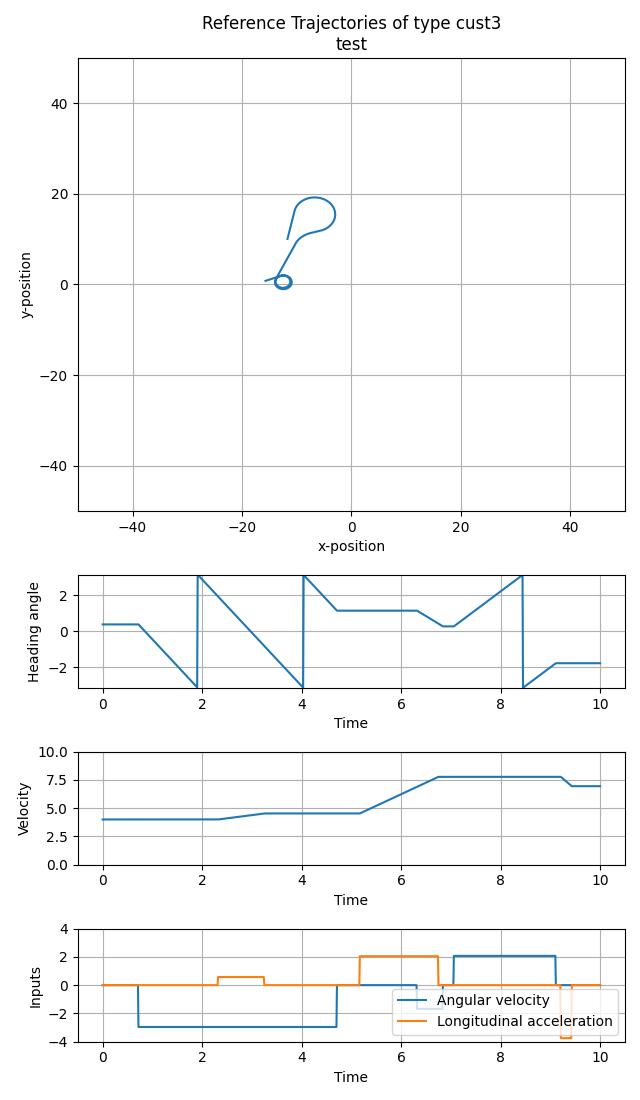 Reference Trajectories of type cust3
test
40
20
0
−20
−40
y-position
−40 −20 0 20 40
x-position
2
0
−2
Heading angle
0 2 4 6 8 10
Time
10.0
7.5
5.0
2.5
0.0
Velocity
0 2 4 6 8 10
Time
4
2
0
−2
−4
Inputs
Angular velocity
Longitudinal acceleration
0 2 4 6 8 10
Time